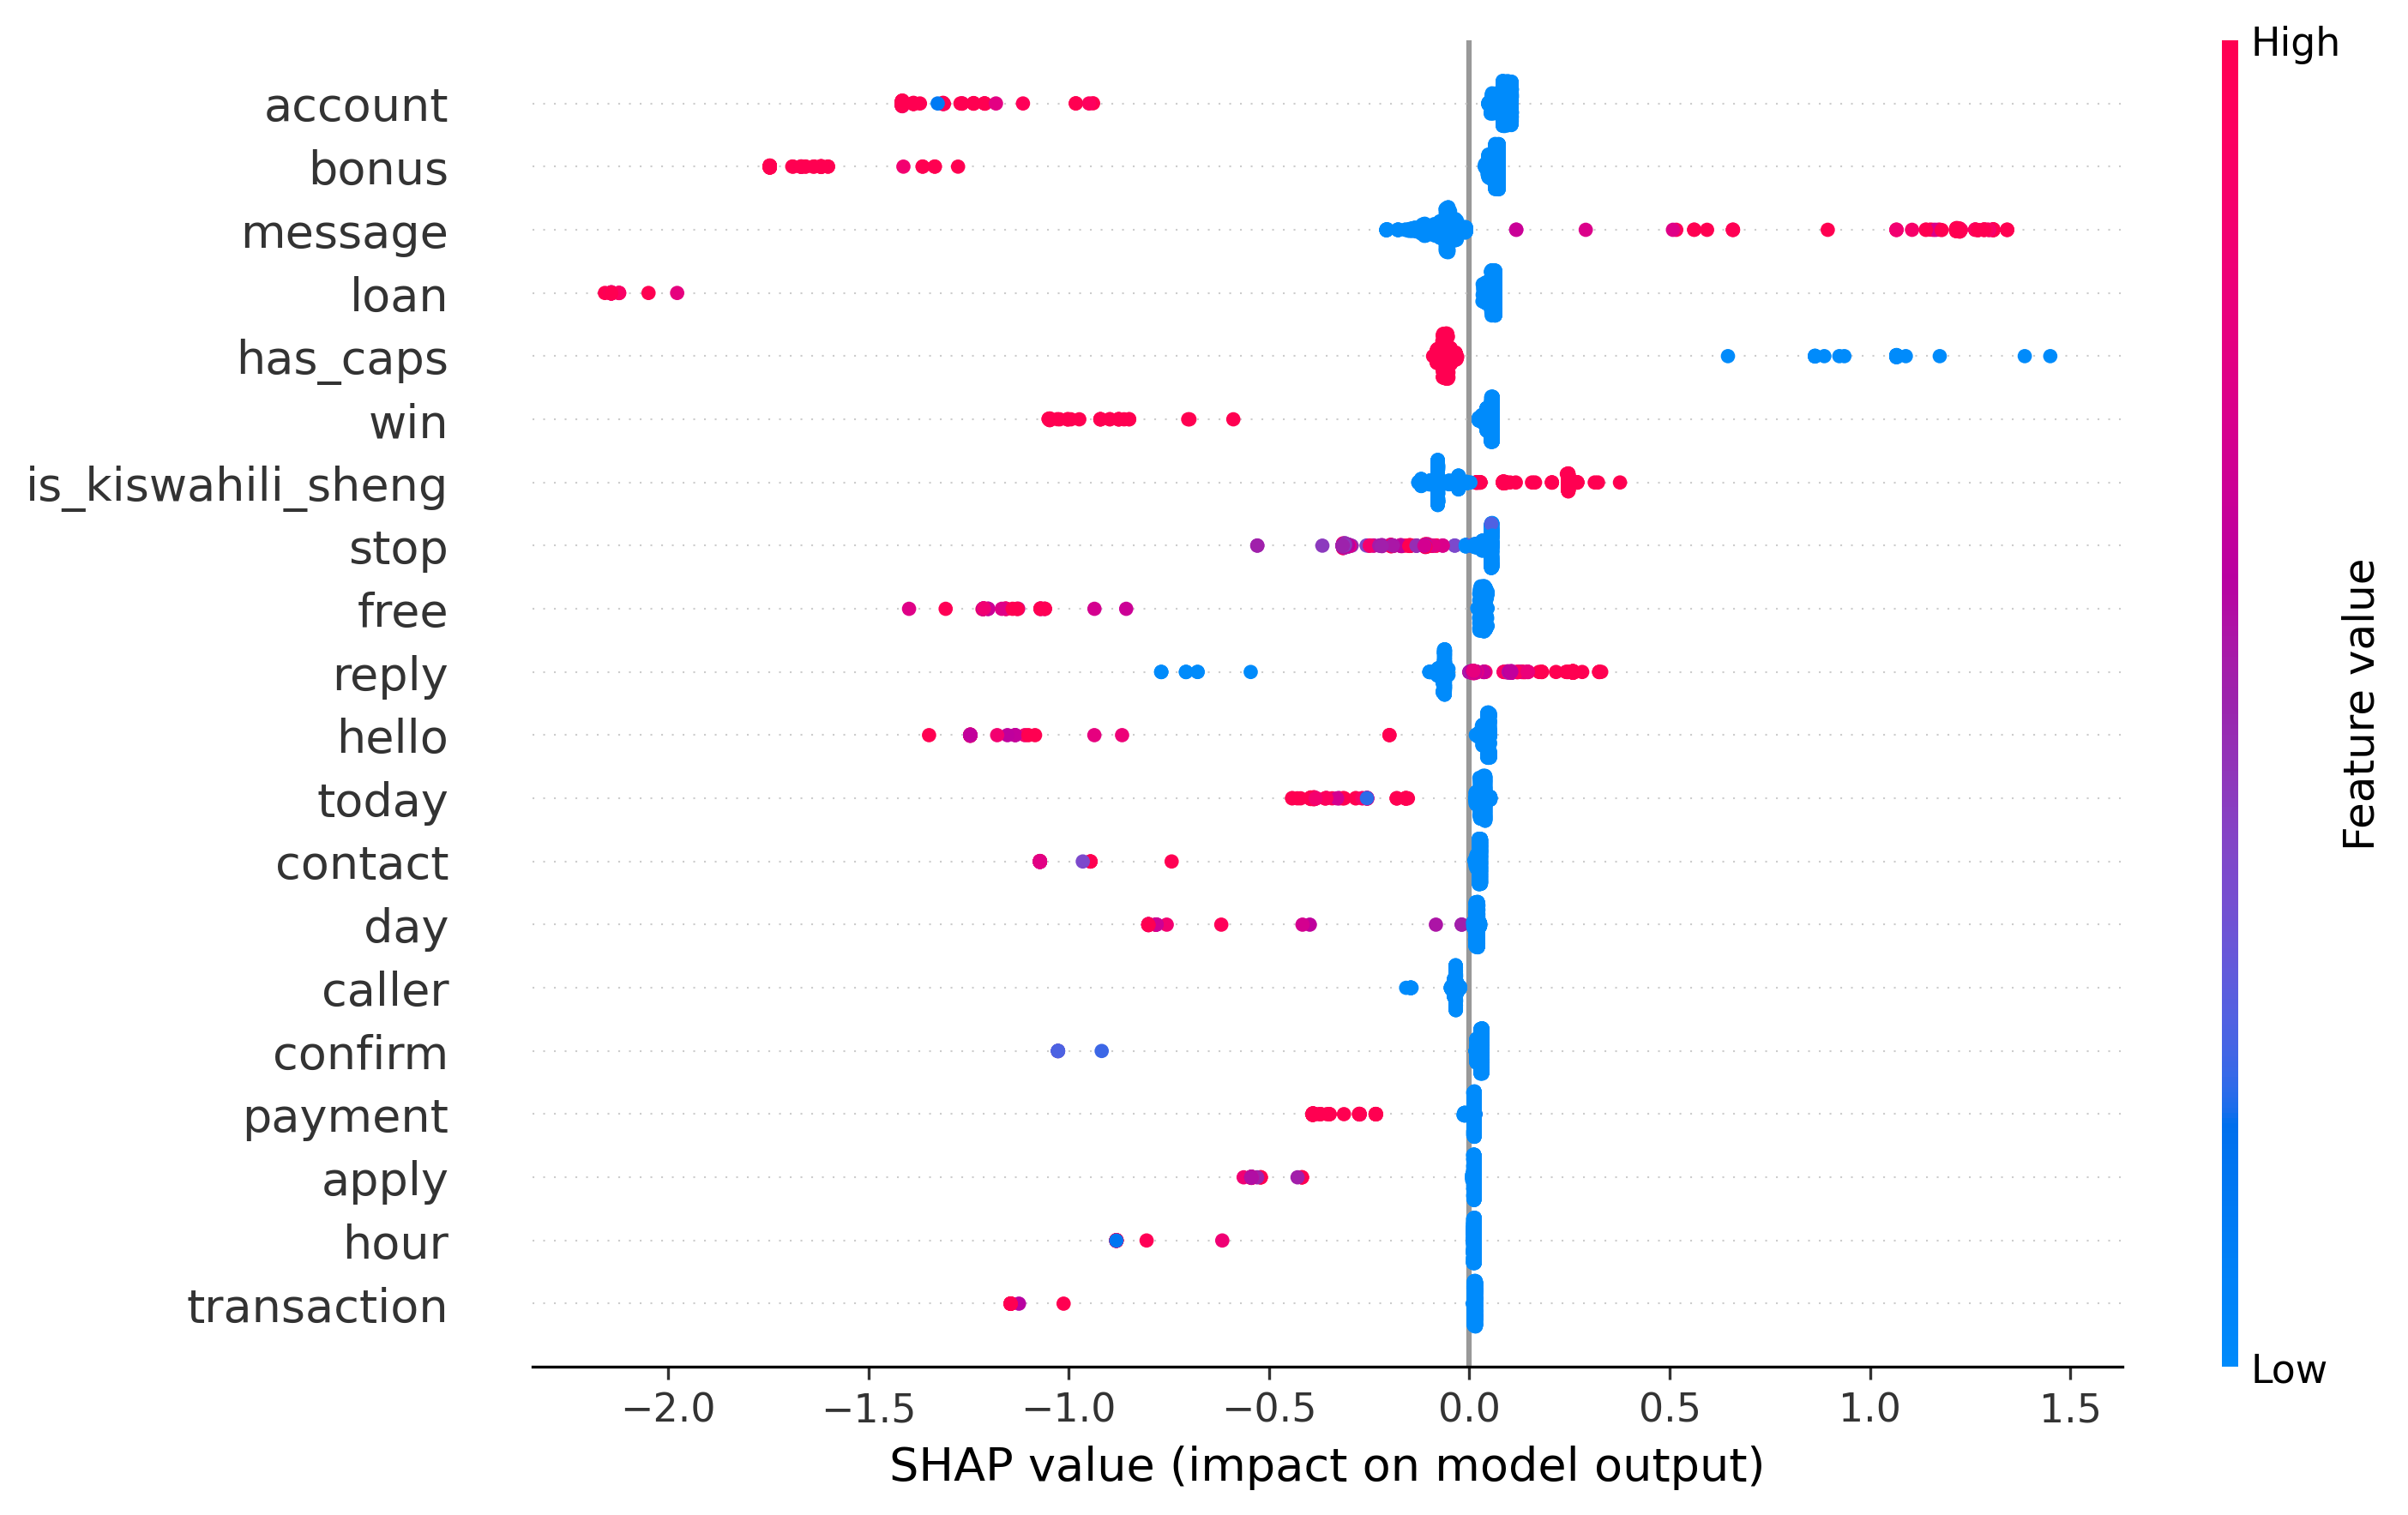 High
account
bonus
message
loan
has_caps
win
is_kiswahili_sheng
stop
free
reply
hello
today
contact
day
caller
confirm
payment
apply
hour
transaction
Feature value
Low
−2.0 −1.5 −1.0 −0.5 0.0 0.5 1.0 1.5
SHAP value (impact on model output)